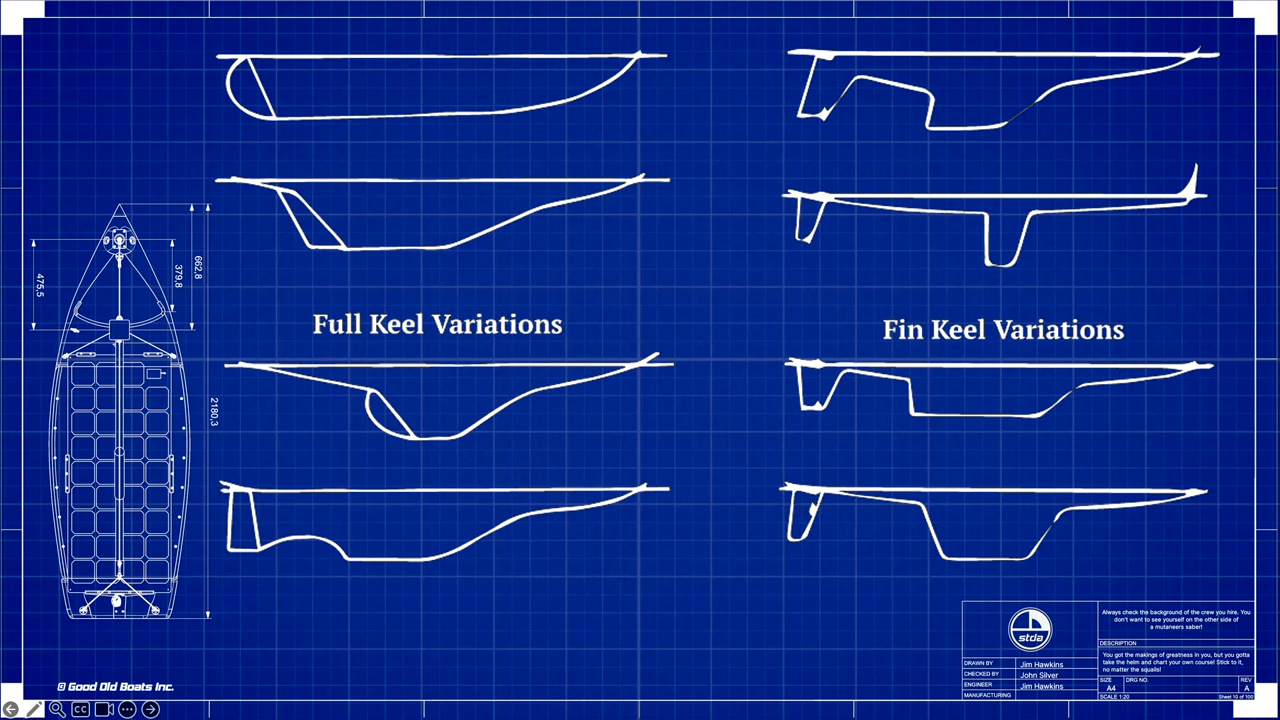 Full Keel Variations
Fin Keel Variations
475,5
379,8
662,8
2180,3
© Good Old Boats Inc.
CC
stda
DRAWN BY
Jim Hawkins
CHECKED BY
John Silver
ENGINEER
Jim Hawkins
MANUFACTURING
Always check the background of the crew you hire. You
don't want to see yourself on the other side of
a mutaneers saber!
DESCRIPTION
You got the makings of greatness in you, but you gotta
take the helm and chart your own course! Stick to it,
no matter the squalls!
SIZE
A4
DRG NO.
REV
A
SCALE 1:20
Sheet 10 of 100